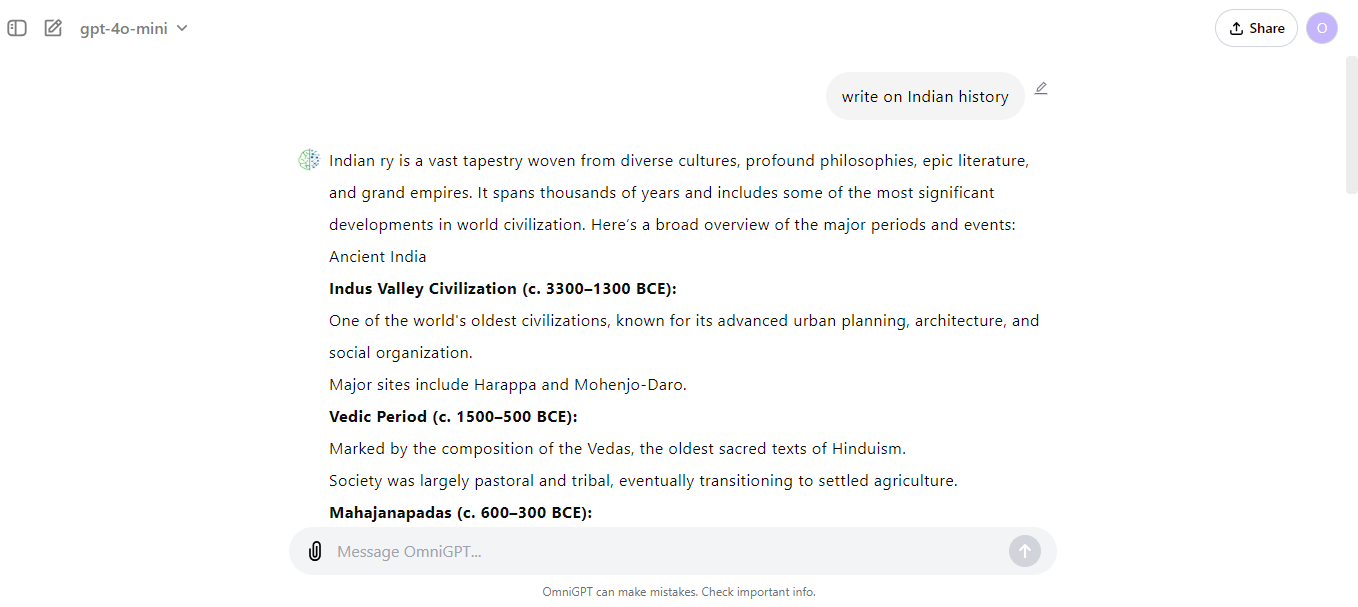 gpt-4o-mini
Share
O
write on Indian history
Indian ry is a vast tapestry woven from diverse cultures, profound philosophies, epic literature,
and grand empires. It spans thousands of years and includes some of the most significant
developments in world civilization. Here’s a broad overview of the major periods and events:
Ancient India
Indus Valley Civilization (c. 3300–1300 BCE):
One of the world's oldest civilizations, known for its advanced urban planning, architecture, and
social organization.
Major sites include Harappa and Mohenjo-Daro.
Vedic Period (c. 1500–500 BCE):
Marked by the composition of the Vedas, the oldest sacred texts of Hinduism.
Society was largely pastoral and tribal, eventually transitioning to settled agriculture.
Mahajanapadas (c. 600–300 BCE):
Message OmniGPT...
OmniGPT can make mistakes. Check important info.